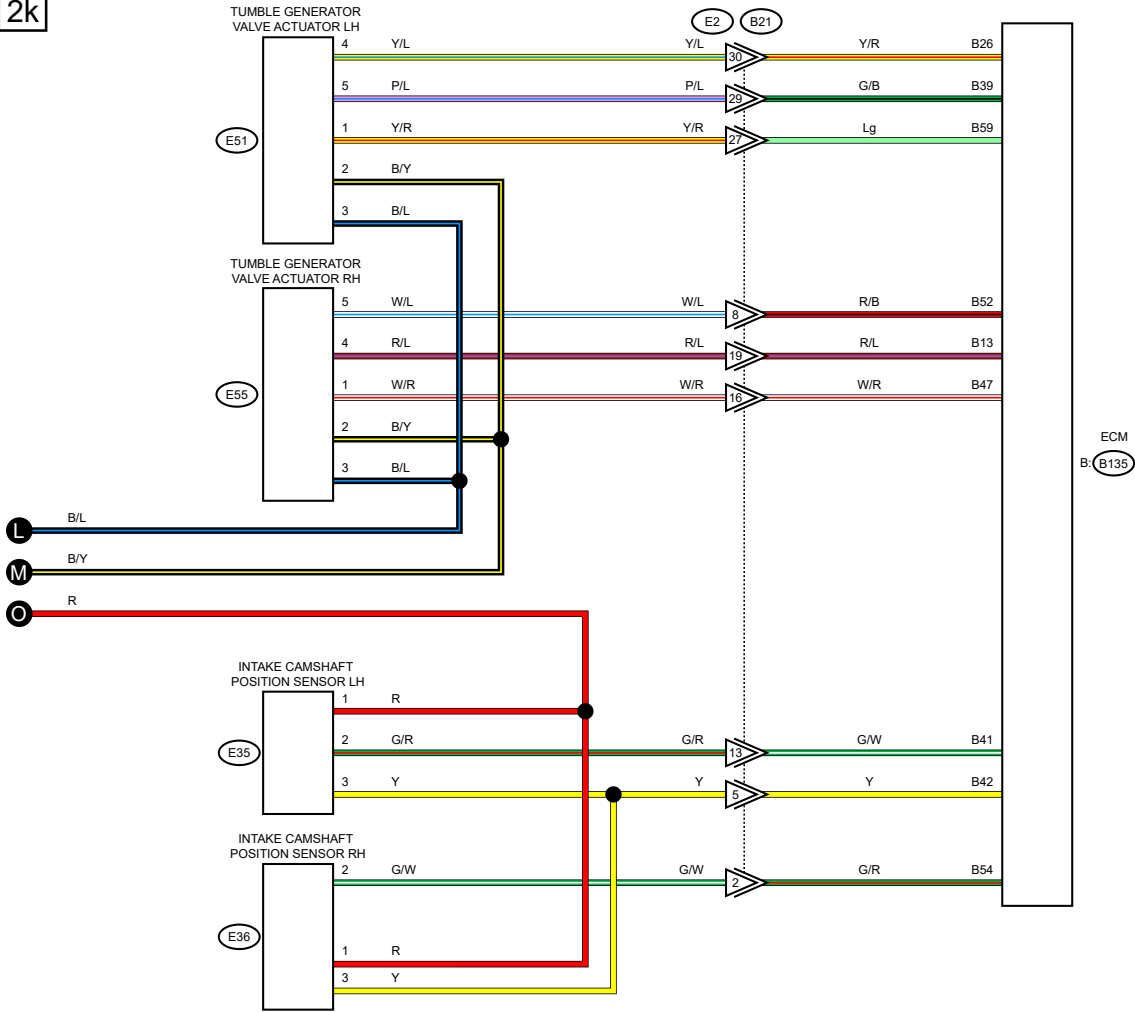 2k
TUMBLE GENERATOR
VALVE ACTUATOR LH
E2 B21
4 Y/L Y/L 30 Y/R B26
5 P/L P/L 29 G/B B39
1 Y/R Y/R 27 Lg B59
E51
2 B/Y
3 B/L
TUMBLE GENERATOR
VALVE ACTUATOR RH
5 W/L W/L 8 R/B B52
4 R/L R/L 19 R/L B13
1 W/R W/R 16 W/R B47
E55
2 B/Y
ECM
B: B135
3 B/L
L B/L
M B/Y
O R
INTAKE CAMSHAFT
POSITION SENSOR LH
1 R
2 G/R G/R 13 G/W B41
E35
3 Y Y 5 Y B42
INTAKE CAMSHAFT
POSITION SENSOR RH
2 G/W G/W 2 G/R B54
E36
1 R
3 Y